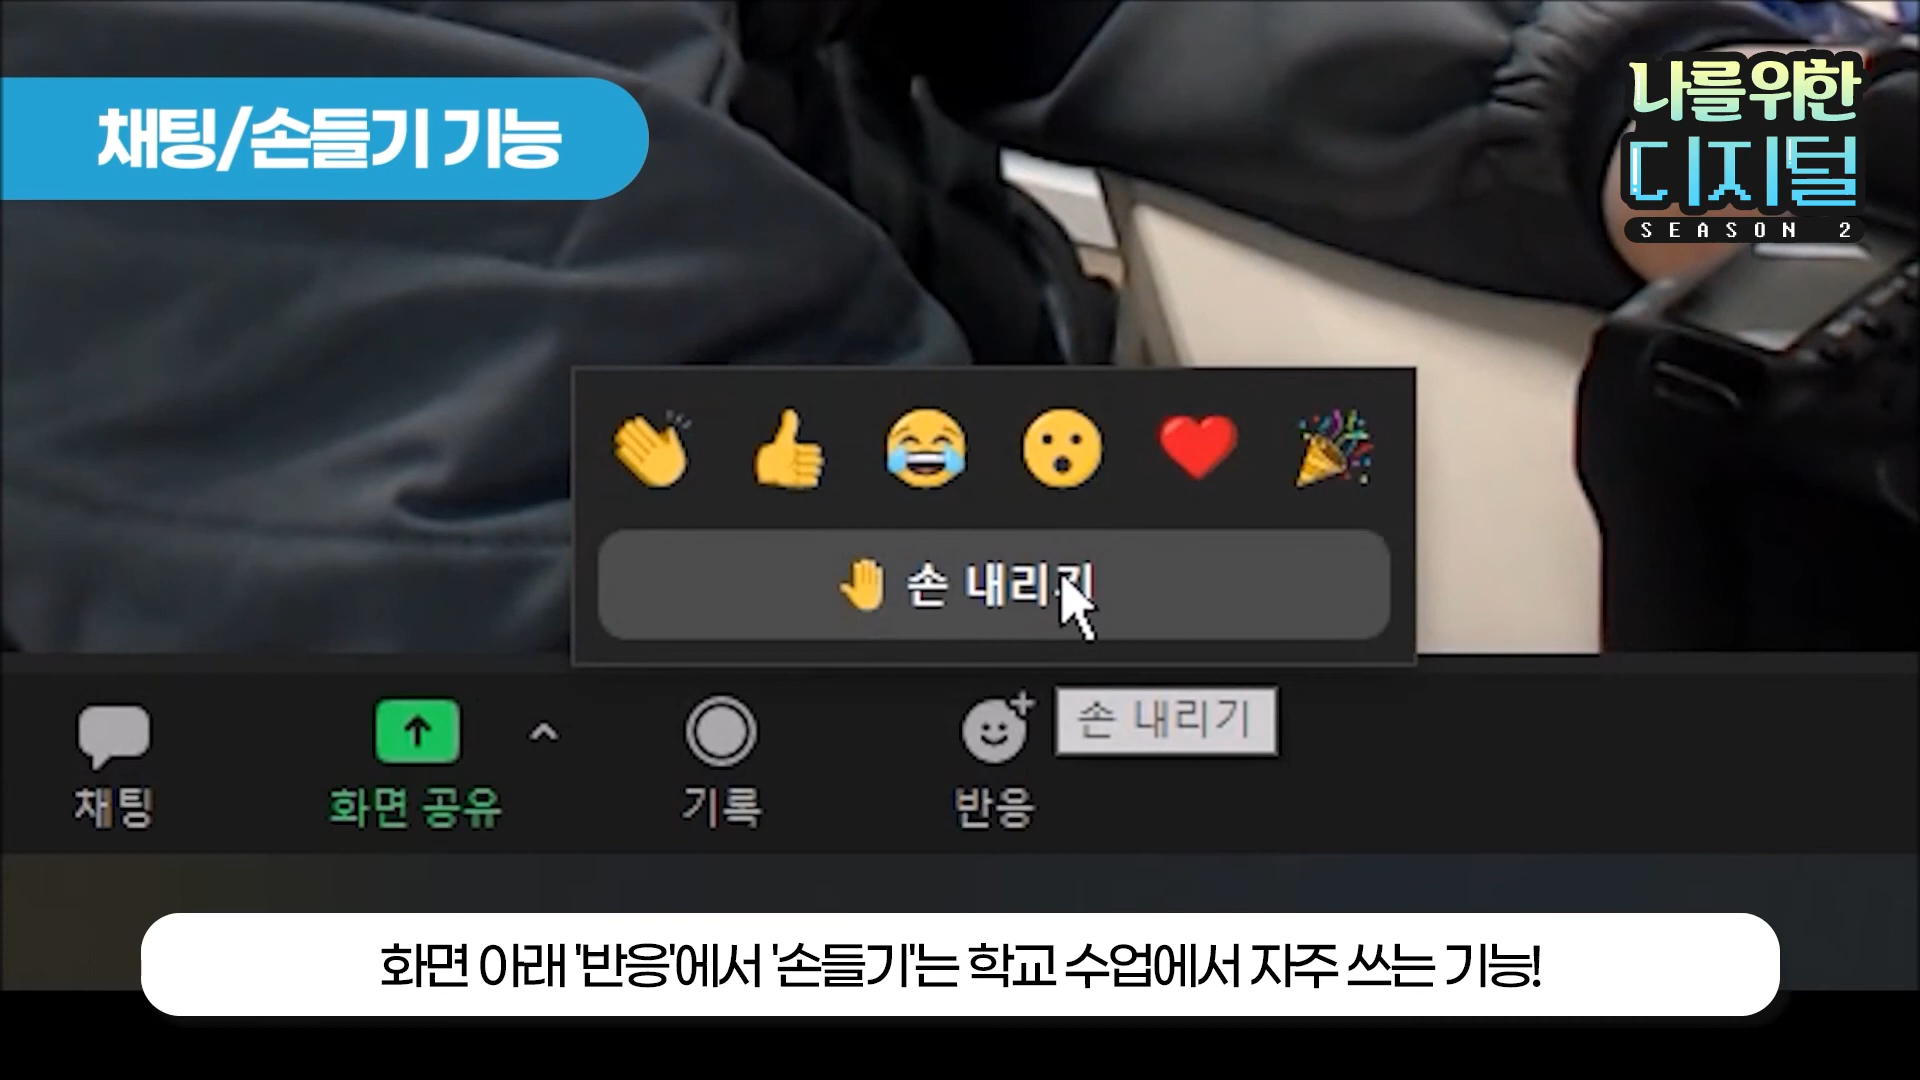 채팅/손들기 기능
나를위한
디지털
SEASON 2
손 내리기
손 내리기
채팅
화면 공유
기록
반응
화면 아래 '반응'에서 '손들기'는 학교 수업에서 자주 쓰는 기능!